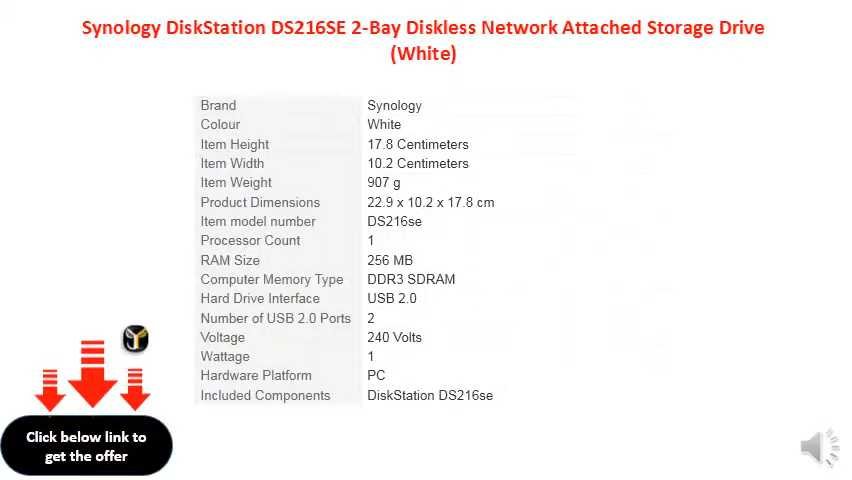 Synology DiskStation DS216SE 2-Bay Diskless Network Attached Storage Drive
(White)
Brand Synology
Colour White
Item Height 17.8 Centimeters
Item Width 10.2 Centimeters
Item Weight 907 g
Product Dimensions 22.9 x 10.2 x 17.8 cm
Item model number DS216se
Processor Count 1
RAM Size 256 MB
Computer Memory Type DDR3 SDRAM
Hard Drive Interface USB 2.0
Number of USB 2.0 Ports 2
Voltage 240 Volts
Wattage 1
Hardware Platform PC
Included Components DiskStation DS216se
Click below link to
get the offer